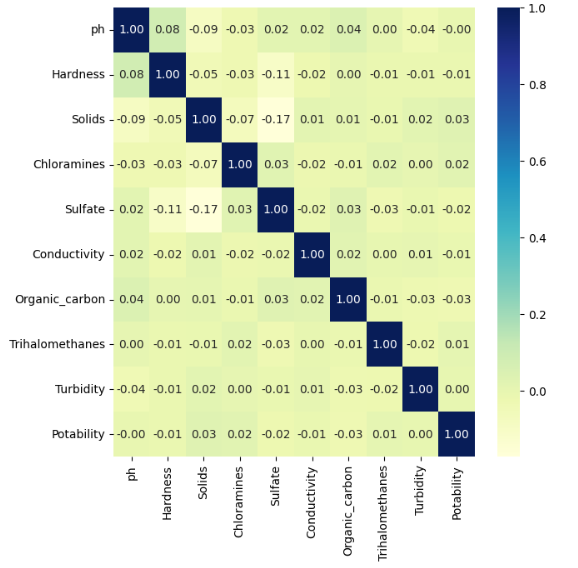 ph 1.00 0.08 -0.09 -0.03 0.02 0.02 0.04 0.00 -0.04 -0.00
Hardness 0.08 1.00 -0.05 -0.03 -0.11 -0.02 0.00 -0.01 -0.01 -0.01
Solids -0.09 -0.05 1.00 -0.07 -0.17 0.01 0.01 -0.01 0.02 0.03
Chloramines -0.03 -0.03 -0.07 1.00 0.03 -0.02 -0.01 0.02 0.00 0.02
Sulfate 0.02 -0.11 -0.17 0.03 1.00 -0.02 0.03 -0.03 -0.01 -0.02
Conductivity 0.02 -0.02 0.01 -0.02 -0.02 1.00 0.02 0.00 0.01 -0.01
Organic_carbon 0.04 0.00 0.01 -0.01 0.03 0.02 1.00 -0.01 -0.03 -0.03
Trihalomethanes 0.00 -0.01 -0.01 0.02 -0.03 0.00 -0.01 1.00 -0.02 0.01
Turbidity -0.04 -0.01 0.02 0.00 -0.01 0.01 -0.03 -0.02 1.00 0.00
Potability -0.00 -0.01 0.03 0.02 -0.02 -0.01 -0.03 0.01 0.00 1.00
ph
Hardness
Solids
Chloramines
Sulfate
Conductivity
Organic_carbon
Trihalomethanes
Turbidity
Potability
1.0
0.8
0.6
0.4
0.2
0.0